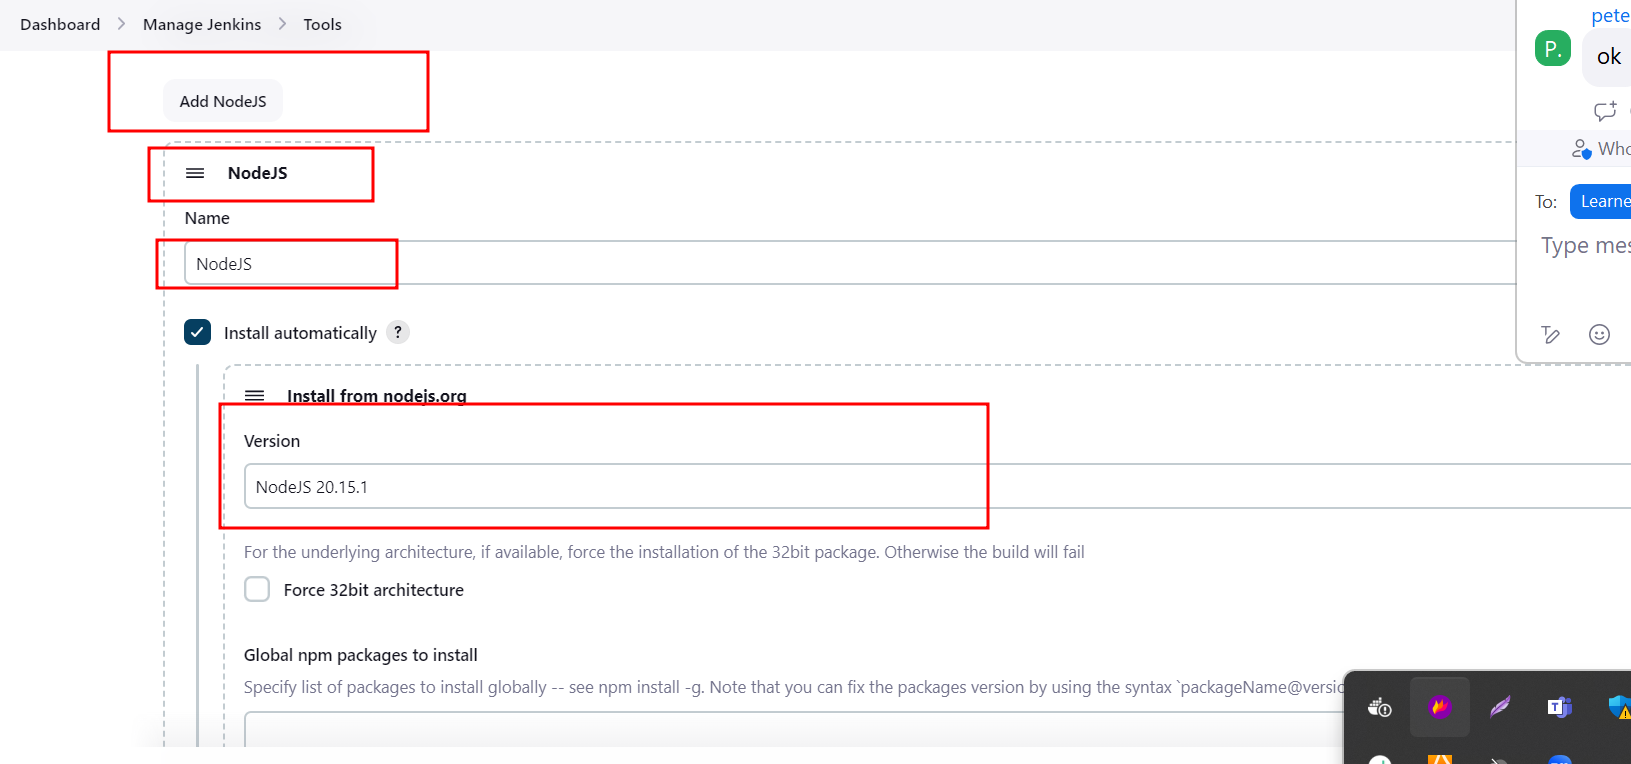 Dashboard > Manage Jenkins > Tools
Add NodeJS
NodeJS
Name
NodeJS
Install automatically ?
Install from nodejs.org
Version
NodeJS 20.15.1
For the underlying architecture, if available, force the installation of the 32bit package. Otherwise the build will fail
Force 32bit architecture
Global npm packages to install
Specify list of packages to install globally -- see npm install -g. Note that you can fix the packages version by using the syntax `packageName@versio
pete
P.
ok
Who
To: Learne
Type mes